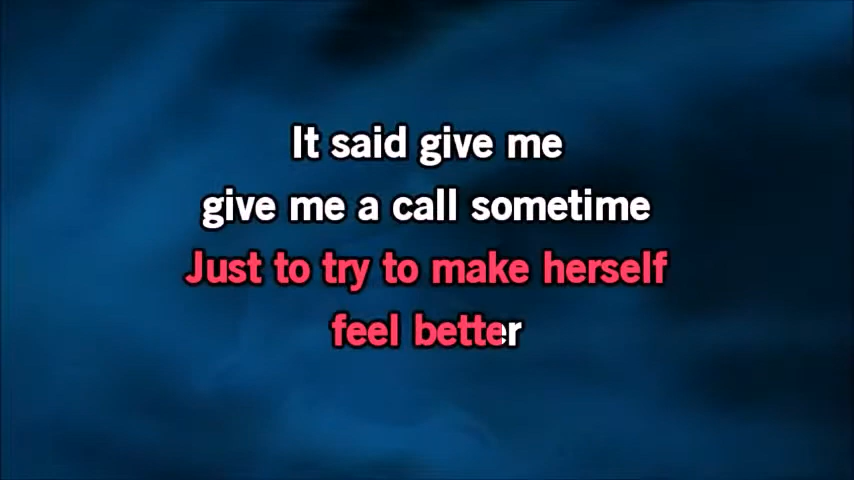 It said give me
give me a call sometime
Just to try to make herself
feel better